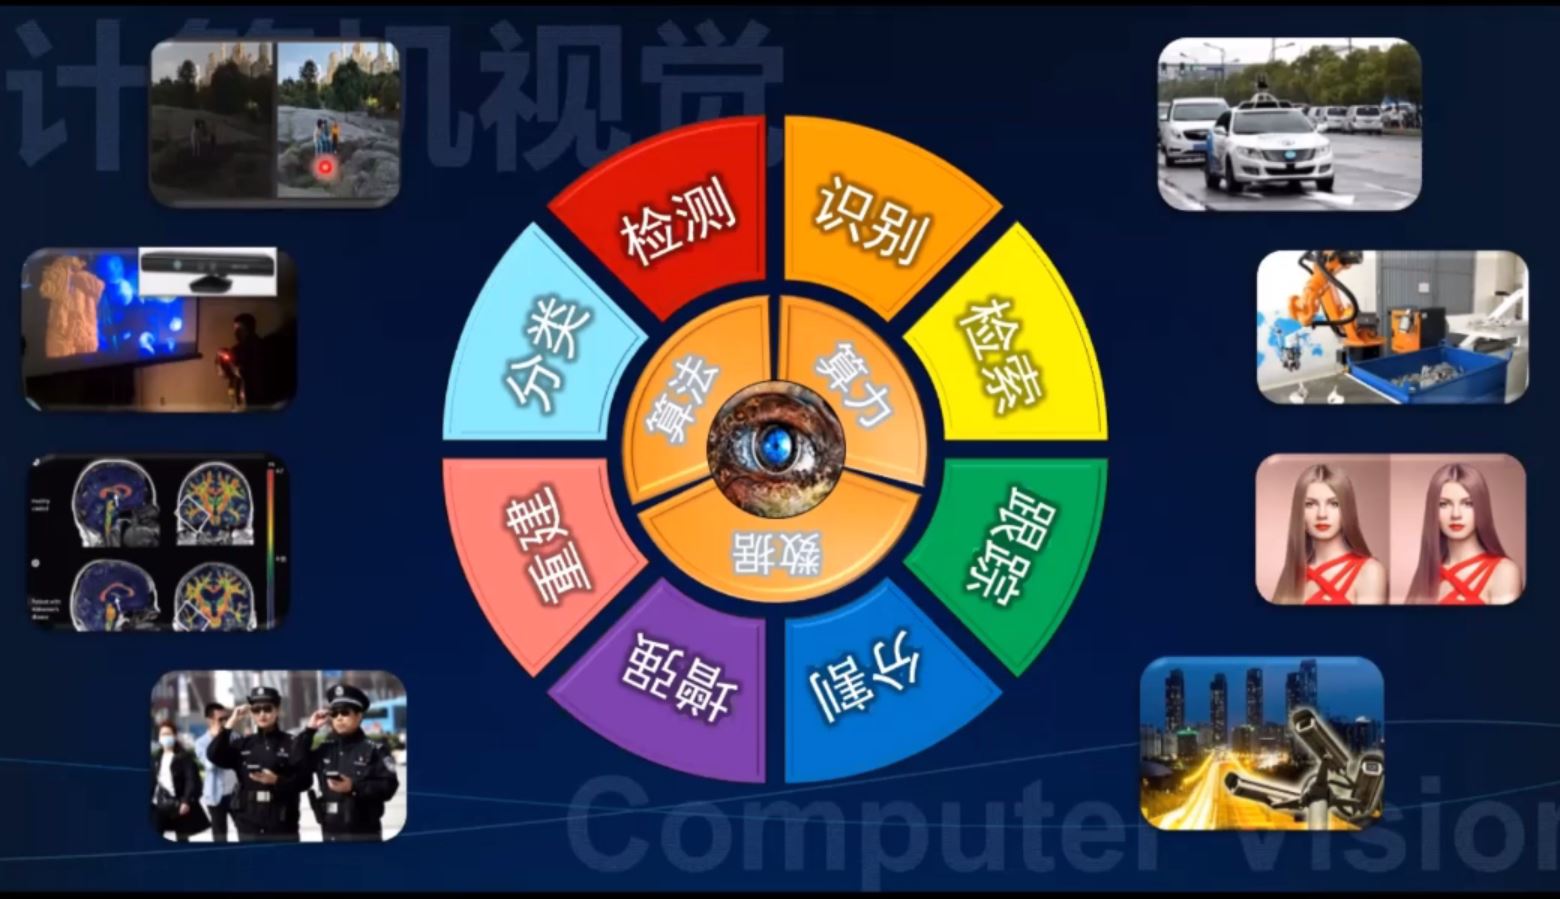 计算机视觉
检测
识别
分类
检索
算法
算力
数据
重建
跟踪
增强
分割
Computer Vision